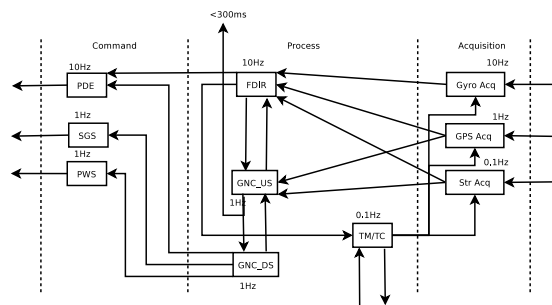 <300ms
Command Process Acquisition
10Hz 10Hz 10Hz
PDE FDIR Gyro Acq
1Hz 1Hz
SGS GPS Acq
1Hz 0,1Hz
PWS GNC_US Str Acq
1Hz
0.1Hz
TM/TC
GNC_DS
1Hz